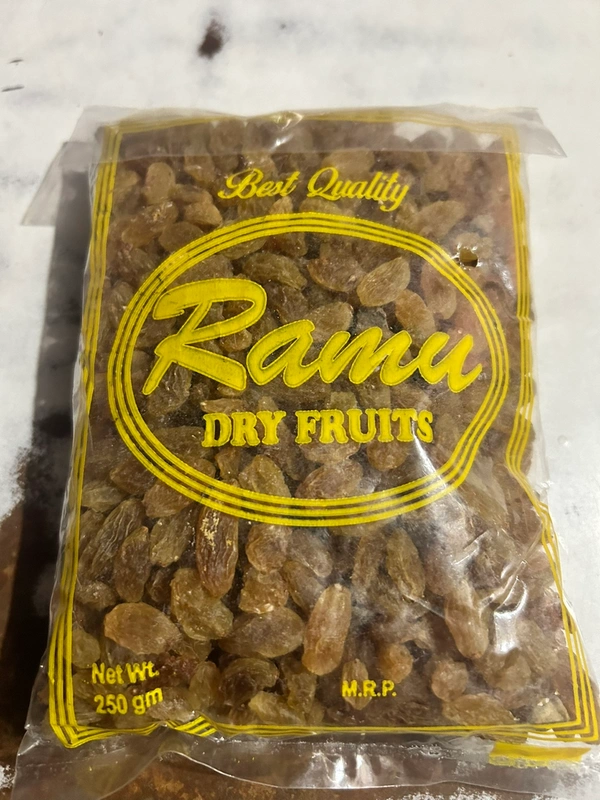 Best Quality
Ramu
DRY FRUITS
Net Wt.
250 gm
M.R.P.